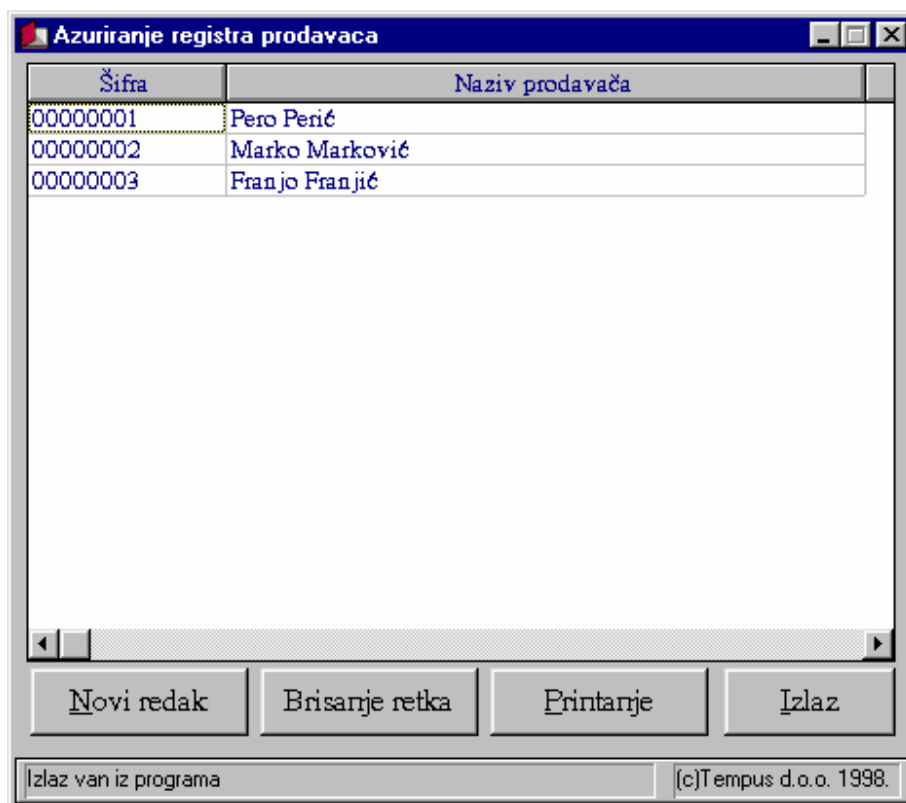 Azuriranje registra prodavaca
Šifra Naziv prodavača
00000001 Pero Perić
00000002 Marko Marković
00000003 Franjo Franjić
Novi redak Brisanje retka Printanje Izlaz
Izlaz van iz programa (c)Tempus d.o.o. 1998.